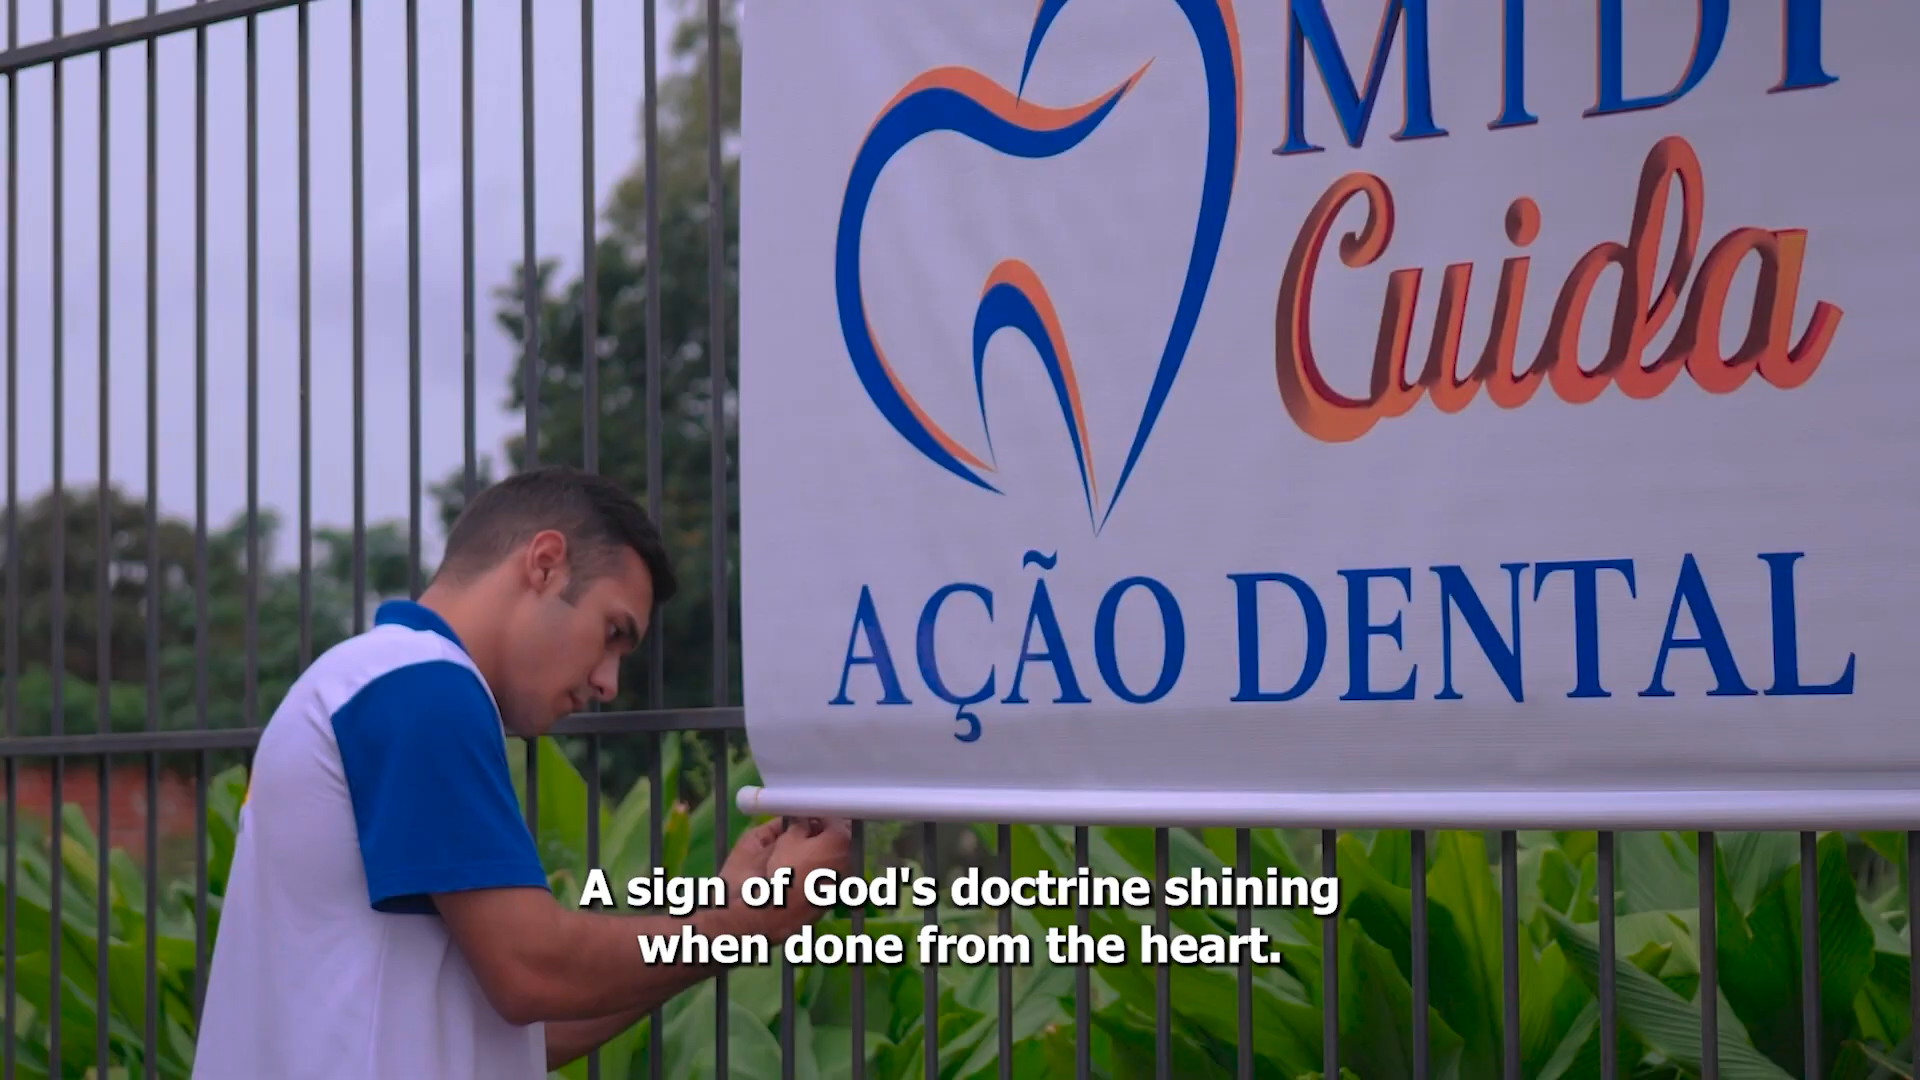 MIDI
Cuida
AÇÃO DENTAL
A sign of God's doctrine shining
when done from the heart.